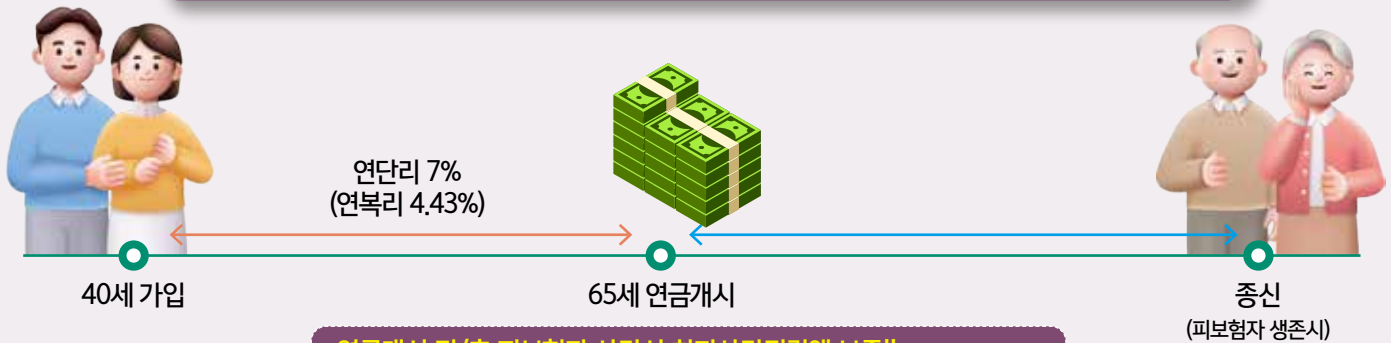 연단리 7%
(연복리 4.43%)
40세 가입
65세 연금개시
종신
(피보험자 생존시)